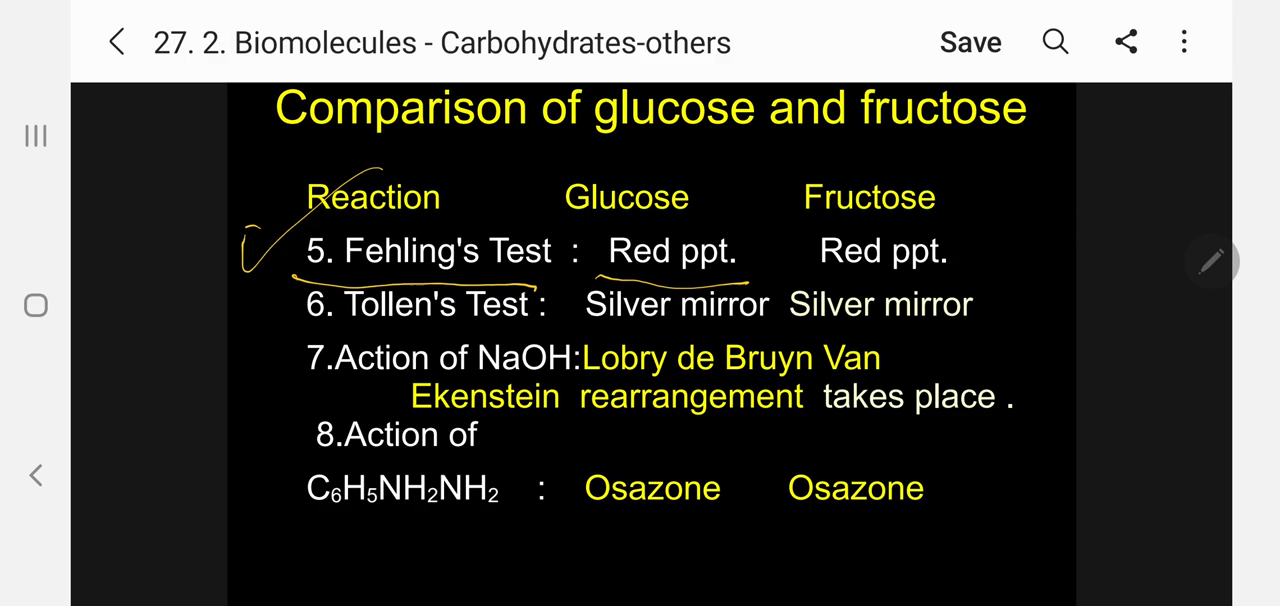 27. 2. Biomolecules - Carbohydrates-others Save
Comparison of glucose and fructose
Reaction Glucose Fructose
5. Fehling's Test : Red ppt. Red ppt.
6. Tollen's Test : Silver mirror Silver mirror
7.Action of NaOH:Lobry de Bruyn Van
Ekenstein rearrangement takes place .
8.Action of
C₆H₅NH₂NH₂ : Osazone Osazone